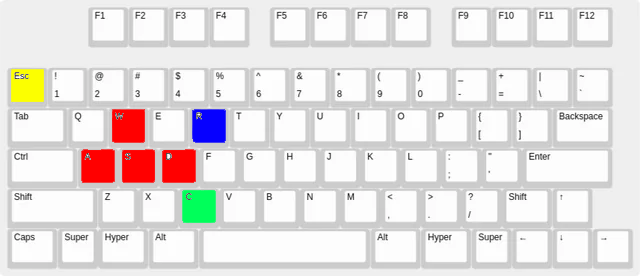 F1 F2 F3 F4 F5 F6 F7 F8 F9 F10 F11 F12
Esc ! @ # $ % ^ & * ( ) _ + | ~
1 2 3 4 5 6 7 8 9 0 - = \ `
Tab Q W E R T Y U I O P { } Backspace
[ ]
Ctrl A S D F G H J K L : " Enter
; '
Shift Z X C V B N M < > ? Shift ↑
, . /
Caps Super Hyper Alt Alt Hyper Super ← ↓ →